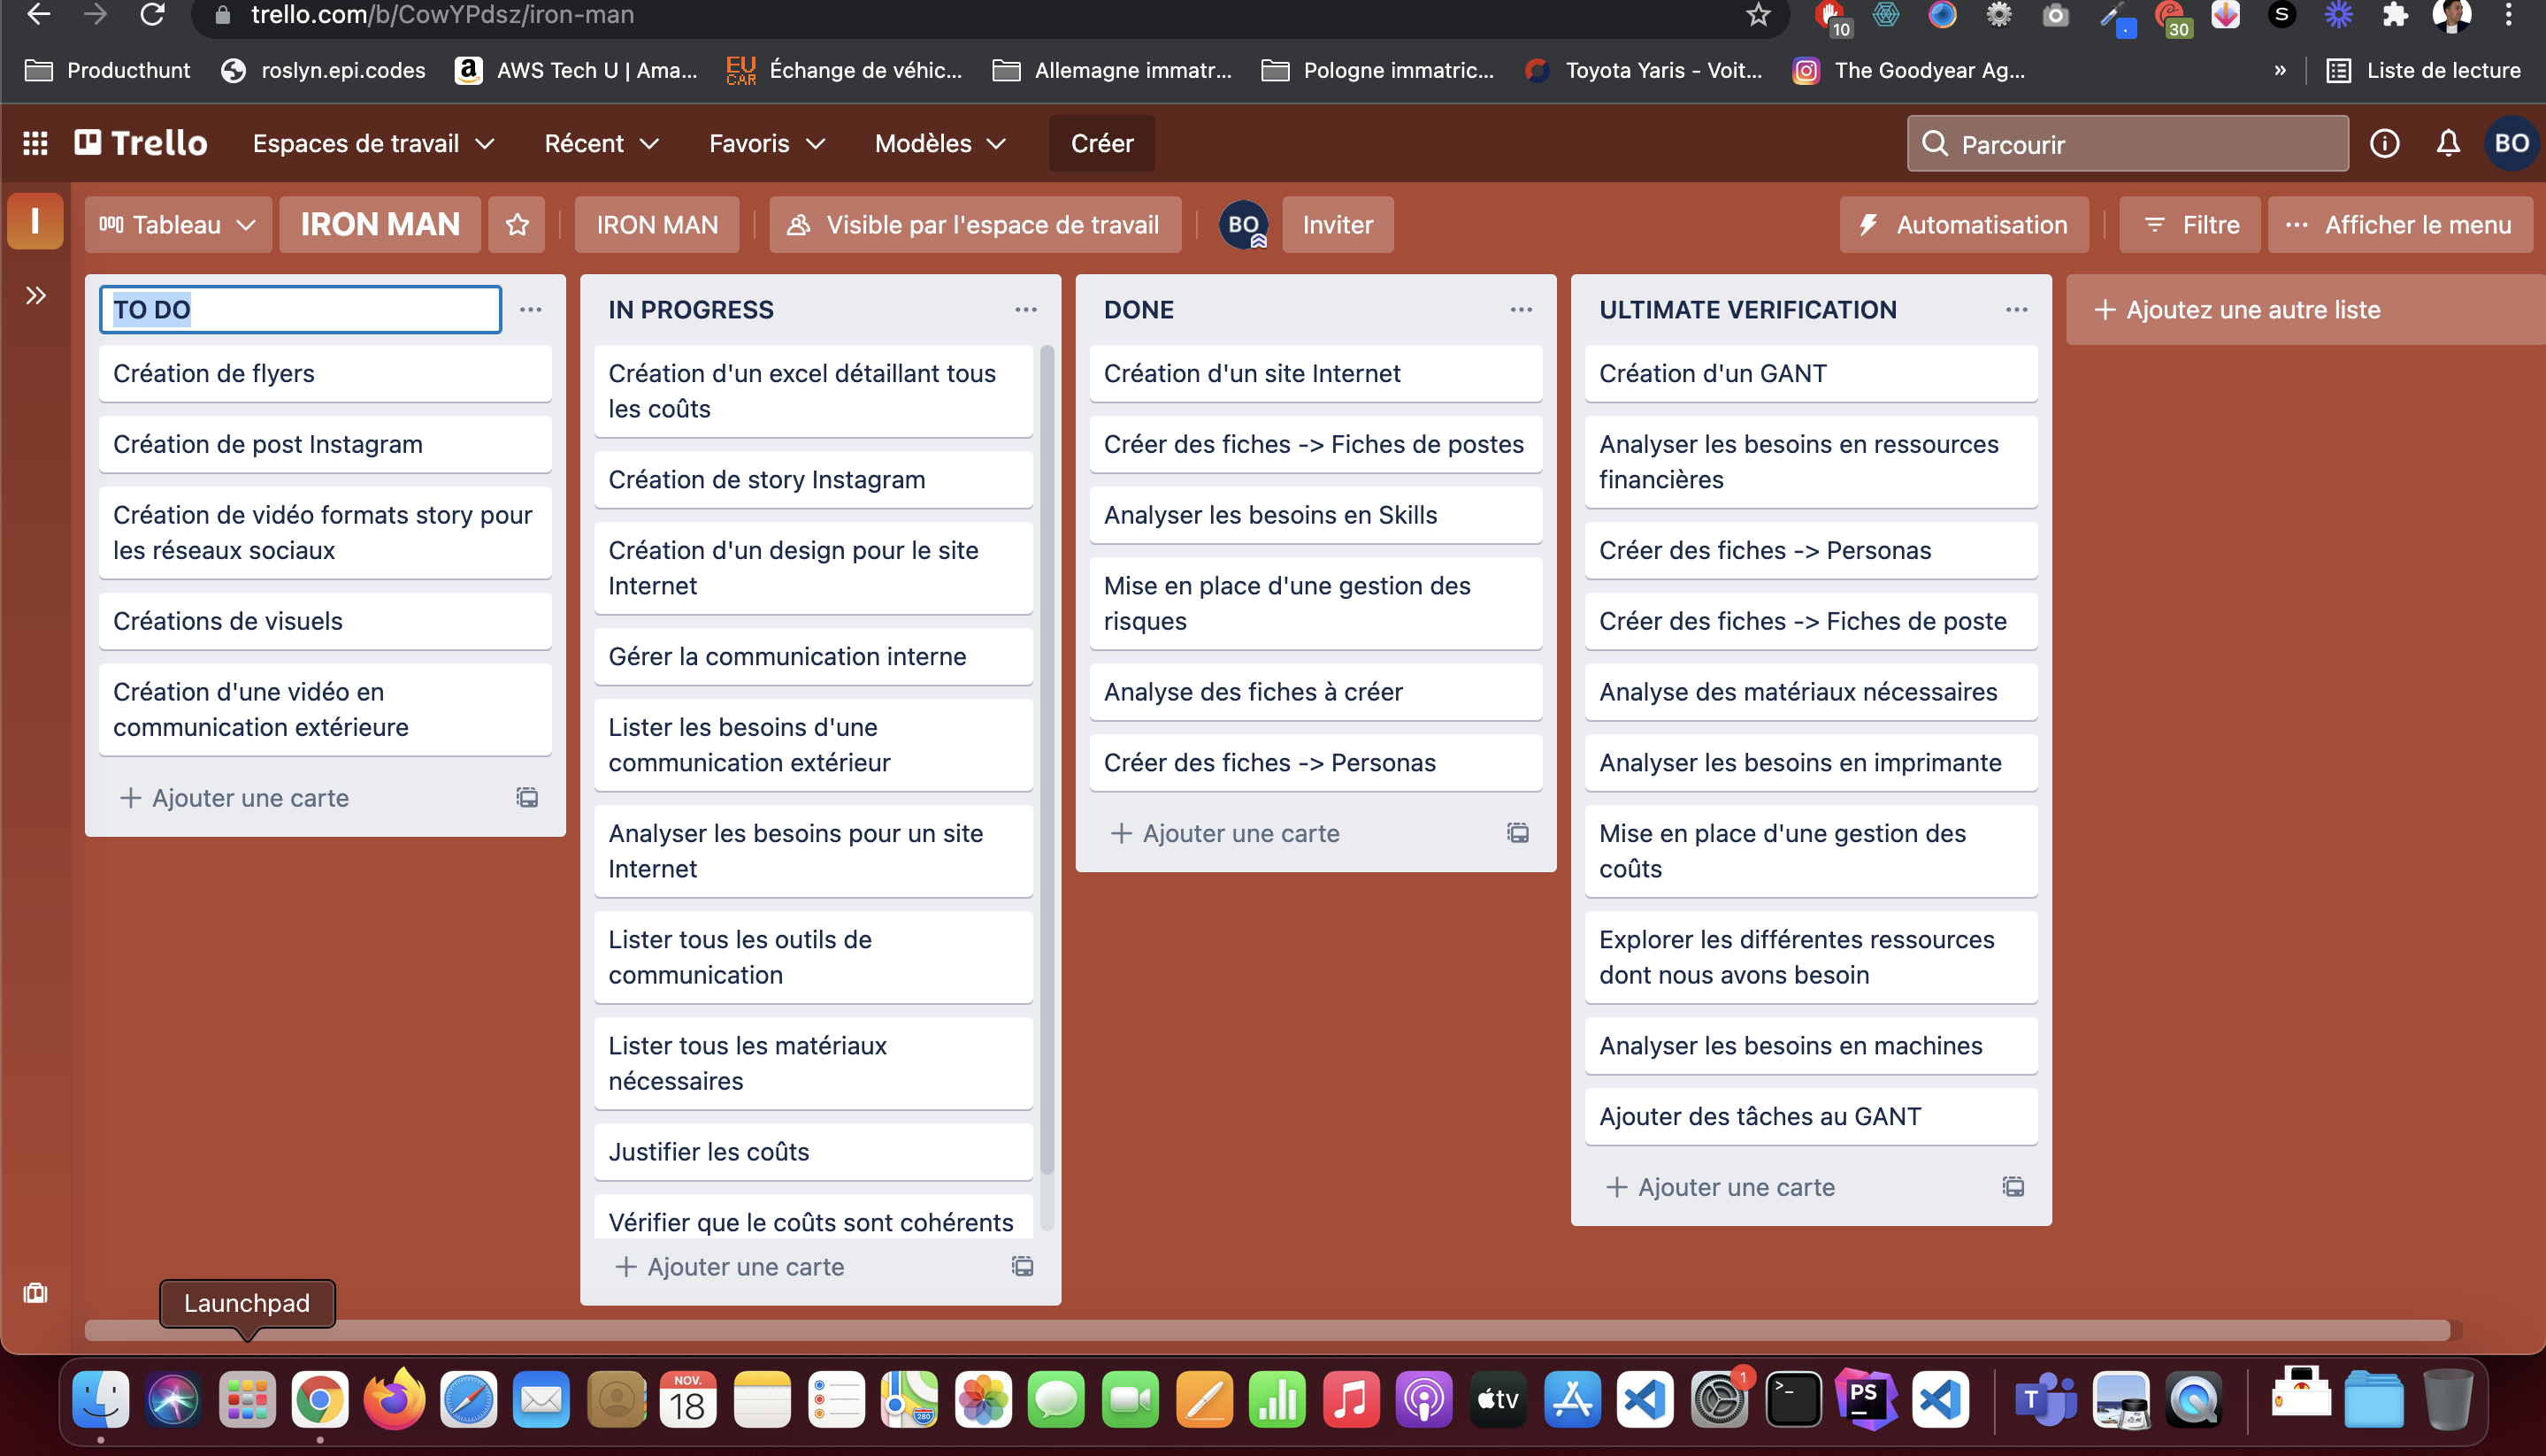 trello.com/b/CowYPdsz/iron-man
10
30
Producthunt
roslyn.epi.codes
a
AWS Tech U | Ama...
EU
CAR
Échange de véhic...
Allemagne immatr...
Pologne immatric...
Toyota Yaris - Voit...
The Goodyear Ag...
»
Liste de lecture
Trello
Espaces de travail
Récent
Favoris
Modèles
Créer
Parcourir
BO
I
Tableau
IRON MAN
IRON MAN
Visible par l'espace de travail
BO
Inviter
Automatisation
Filtre
Afficher le menu
TO DO
Création de flyers
Création de post Instagram
Création de vidéo formats story pour
les réseaux sociaux
Créations de visuels
Création d'une vidéo en
communication extérieure
+ Ajouter une carte
IN PROGRESS
Création d'un excel détaillant tous
les coûts
Création de story Instagram
Création d'un design pour le site
Internet
Gérer la communication interne
Lister les besoins d'une
communication extérieur
Analyser les besoins pour un site
Internet
Lister tous les outils de
communication
Lister tous les matériaux
nécessaires
Justifier les coûts
Vérifier que le coûts sont cohérents
+ Ajouter une carte
DONE
Création d'un site Internet
Créer des fiches -> Fiches de postes
Analyser les besoins en Skills
Mise en place d'une gestion des
risques
Analyse des fiches à créer
Créer des fiches -> Personas
+ Ajouter une carte
ULTIMATE VERIFICATION
Création d'un GANT
Analyser les besoins en ressources
financières
Créer des fiches -> Personas
Créer des fiches -> Fiches de poste
Analyse des matériaux nécessaires
Analyser les besoins en imprimante
Mise en place d'une gestion des
coûts
Explorer les différentes ressources
dont nous avons besoin
Analyser les besoins en machines
Ajouter des tâches au GANT
+ Ajouter une carte
+ Ajoutez une autre liste
Launchpad
NOV.
18
280
tv
1
>_
PS
T